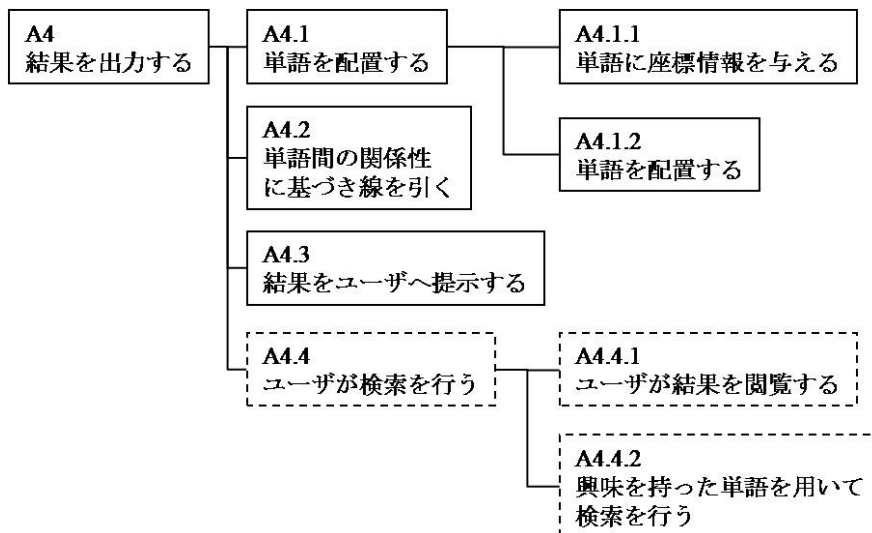 A4
結果を出力する
A4.1
単語を配置する
A4.1.1
単語に座標情報を与える
A4.1.2
単語を配置する
A4.2
単語間の関係性
に基づき線を引く
A4.3
結果をユーザへ提示する
A4.4
ユーザが検索を行う
A4.4.1
ユーザが結果を閲覧する
A4.4.2
興味を持った単語を用いて
検索を行う